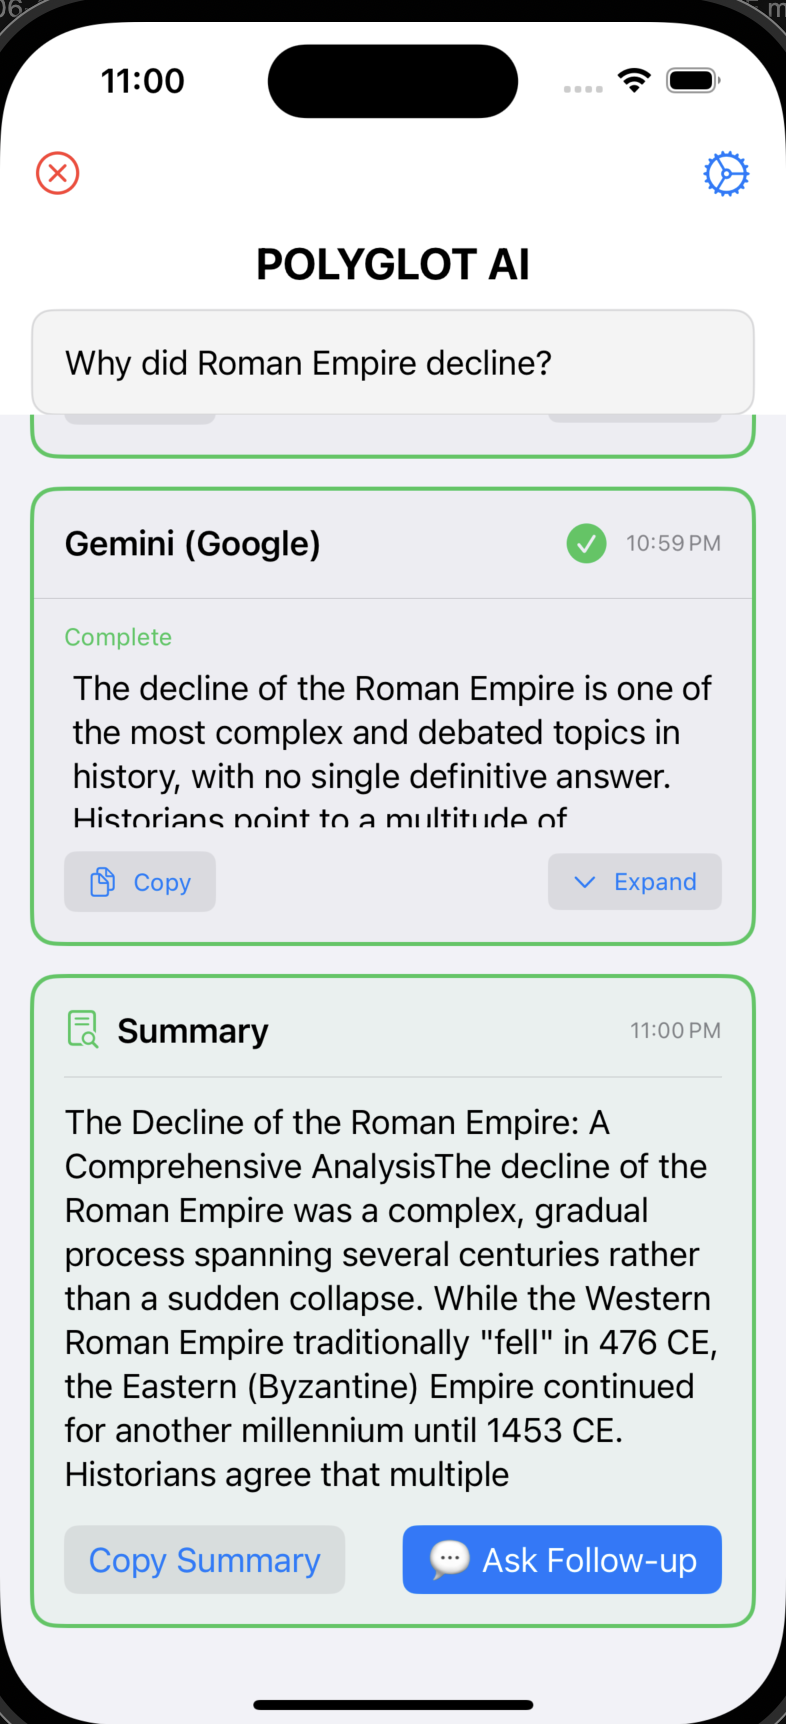 11:00
POLYGLOT AI
Why did Roman Empire decline?
Gemini (Google)
10:59 PM
Complete
The decline of the Roman Empire is one of
the most complex and debated topics in
history, with no single definitive answer.
Historians point to a multitude of
Copy
Expand
Summary
11:00 PM
The Decline of the Roman Empire: A
Comprehensive AnalysisThe decline of the
Roman Empire was a complex, gradual
process spanning several centuries rather
than a sudden collapse. While the Western
Roman Empire traditionally "fell" in 476 CE,
the Eastern (Byzantine) Empire continued
for another millennium until 1453 CE.
Historians agree that multiple
Copy Summary
Ask Follow-up